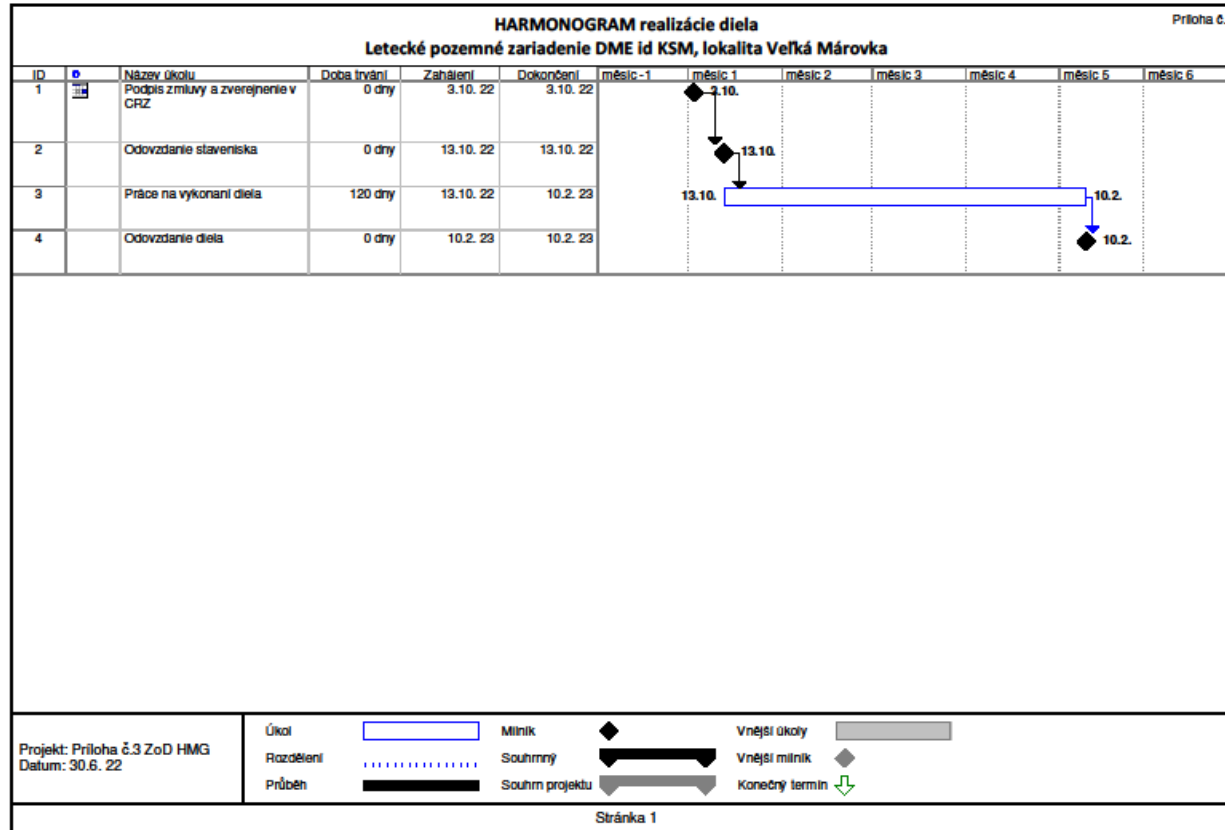 HARMONOGRAM realizácie diela
Príloha č.
Letecké pozemné zariadenie DME id KSM, lokalita Veľká Márovka
ID Název úkolu Doba trvání Zahájení Dokončení měsíc -1 měsíc 1 měsíc 2 měsíc 3 měsíc 4 měsíc 5 měsíc 6
1 Podpis zmluvy a zverejnenie v 0 dny 3.10. 22 3.10. 22 3.10.
CRZ
2 Odovzdanie staveniska 0 dny 13.10. 22 13.10. 22 13.10.
3 Práce na vykonaní diela 120 dny 13.10. 22 10.2. 23 13.10. 10.2.
4 Odovzdanie diela 0 dny 10.2. 23 10.2. 23 10.2.
Projekt: Príloha č.3 ZoD HMG
Datum: 30.6. 22
Úkol Milník Vnější úkoly
Rozdělení Souhrnný Vnější milník
Průběh Souhrn projektu Konečný termín
Stránka 1